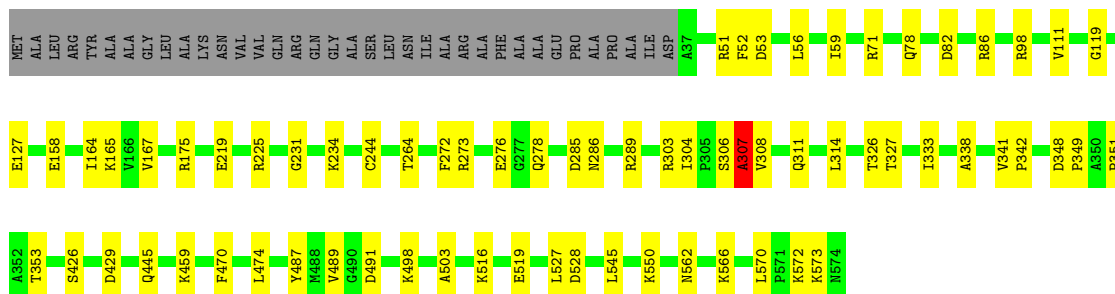 MET ALA LEU ARG TYR ALA ALA GLY LEU ALA LYS ASN VAL VAL GLN ARG GLN GLY ALA SER LEU ASN ILE ALA ARG ALA PHE ALA ALA GLU PRO ALA PRO ALA ILE ASP A37 R51 F52 D53 L56 I59 R71 Q78 D82 R86 R98 V111 G119
E127 E158 I164 K165 V166 V167 R175 E219 R225 G231 K234 C244 T264 F272 R273 E276 G277 Q278 D285 N286 R289 R303 I304 P305 S306 A307 V308 Q311 L314 T326 T327 I333 A338 V341 P342 D348 P349 A350 P351
A352 T353 S426 D429 Q445 K459 F470 L474 Y487 M488 V489 G490 D491 K498 A503 K516 E519 L527 D528 L545 K550 N562 K566 L570 P571 K572 K573 N574